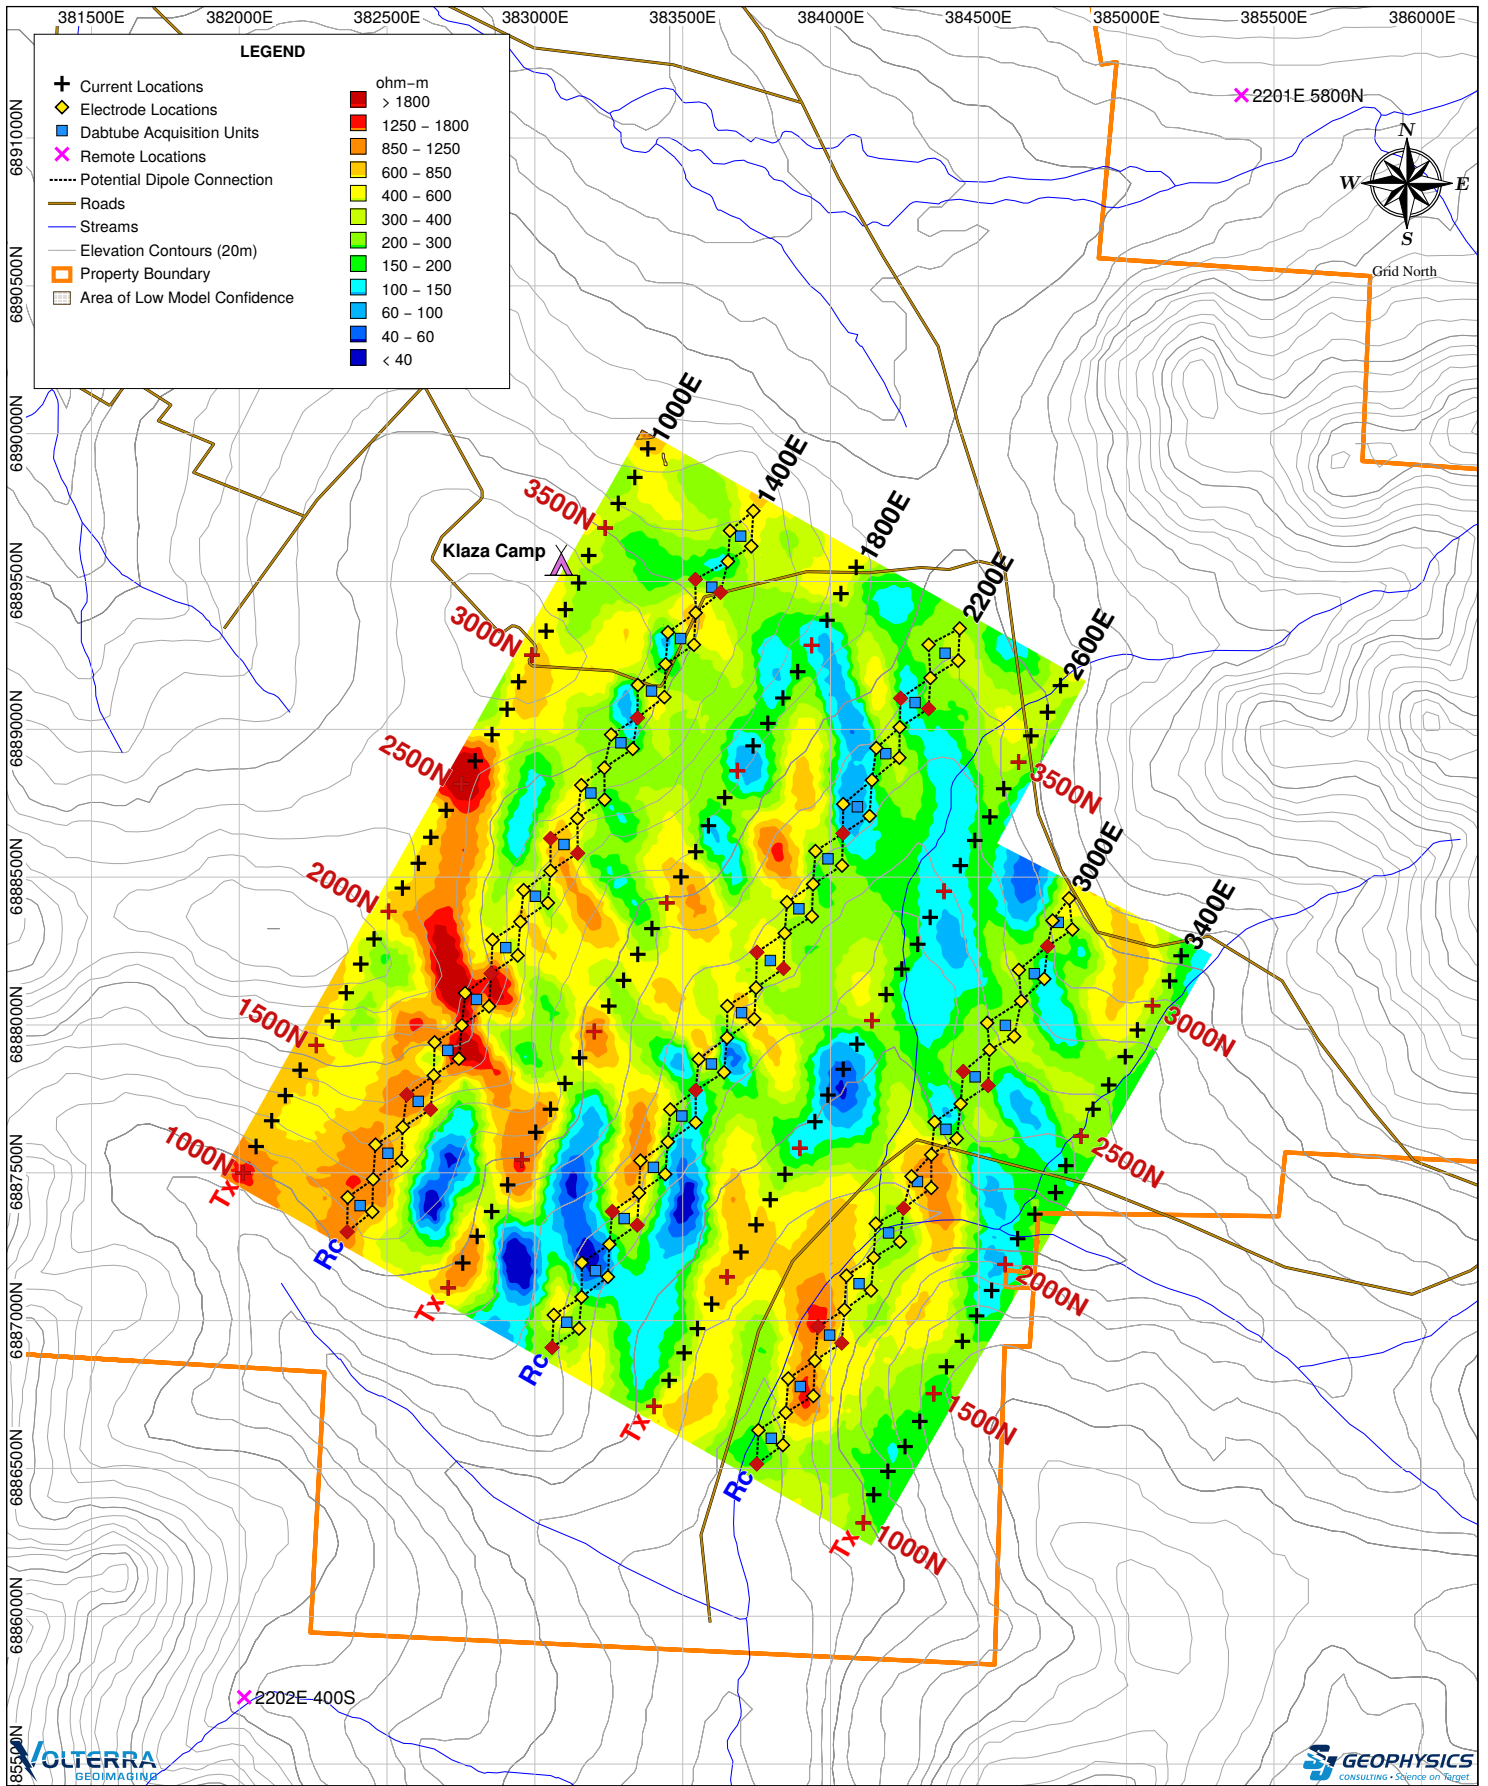 381500E 382000E 382500E 383000E 383500E 384000E 384500E 385000E 385500E 386000E
LEGEND
Current Locations
Electrode Locations
Dabtube Acquisition Units
Remote Locations
Potential Dipole Connection
Roads
Streams
Elevation Contours (20m)
Property Boundary
Area of Low Model Confidence
ohm-m
> 1800
1250 - 1800
850 - 1250
600 - 850
400 - 600
300 - 400
200 - 300
150 - 200
100 - 150
60 - 100
40 - 60
< 40
2201E 5800N
N
W
E
S
Grid North
6891000N
6890500N
6890000N
6889500N
6889000N
6888500N
6888000N
6887500N
6887000N
6886500N
6886000N
85500N
1000E
1400E
1800E
2200E
2600E
3000E
3400E
Klaza Camp
3500N
3000N
2500N
2000N
1500N
1000N
3500N
3000N
2500N
2000N
1500N
1000N
Tx
Rc
Tx
Rc
Tx
Rc
Tx
2202E 400S
VOLTERRA
GEOIMAGING
GEOPHYSICS
CONSULTING • Science on Target